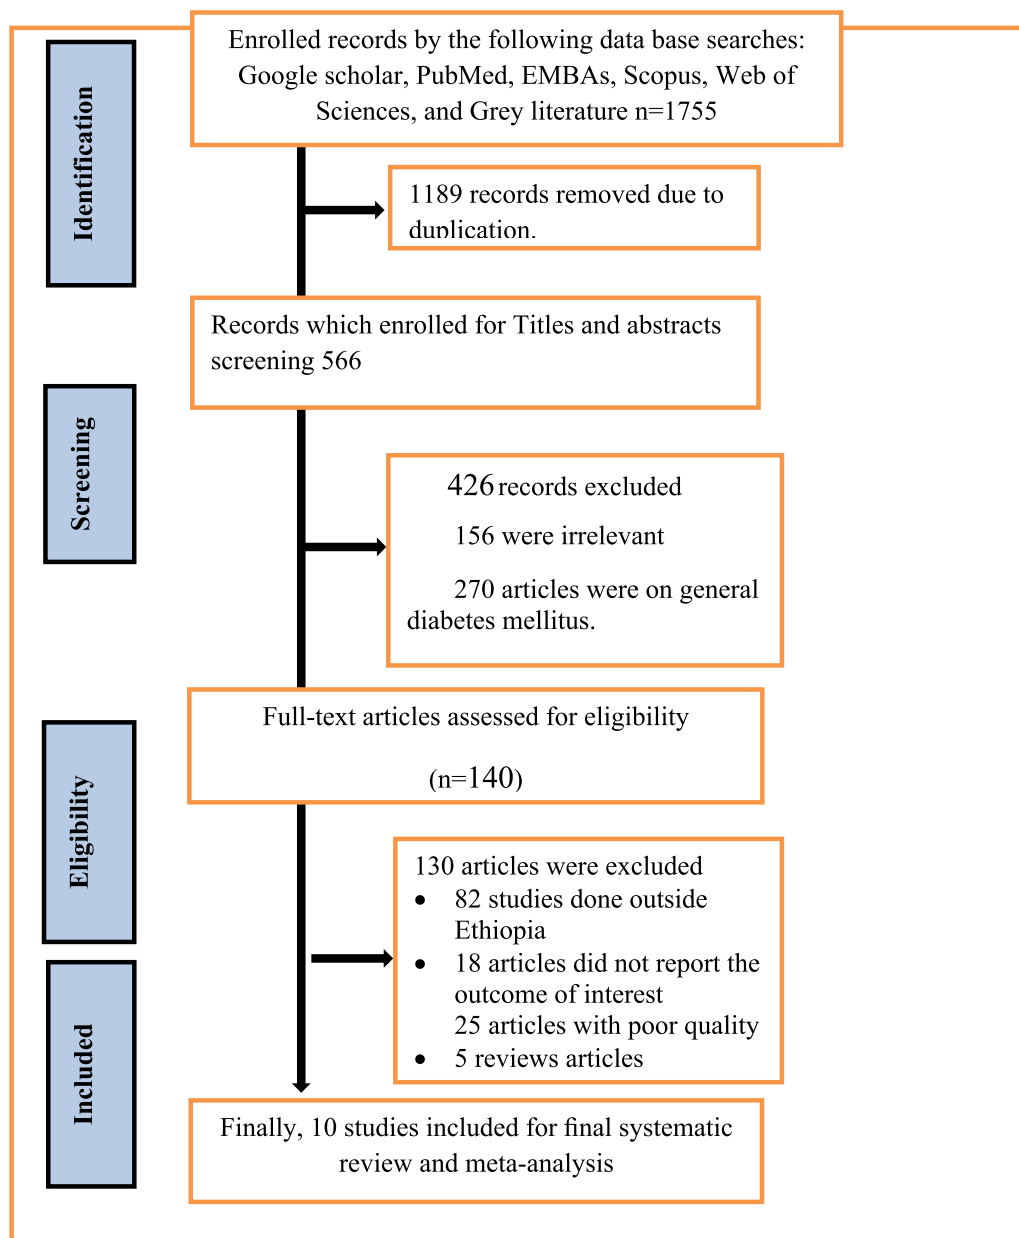 Enrolled records by the following data base searches:
Google scholar, PubMed, EMBAs, Scopus, Web of
Sciences, and Grey literature n=1755
Identification
1189 records removed due to
duplication.
Records which enrolled for Titles and abstracts
screening 566
Screening
426 records excluded
156 were irrelevant
270 articles were on general
diabetes mellitus.
Full-text articles assessed for eligibility
(n=140)
Eligibility
130 articles were excluded
• 82 studies done outside
Ethiopia
• 18 articles did not report the
outcome of interest
25 articles with poor quality
• 5 reviews articles
Included
Finally, 10 studies included for final systematic
review and meta-analysis